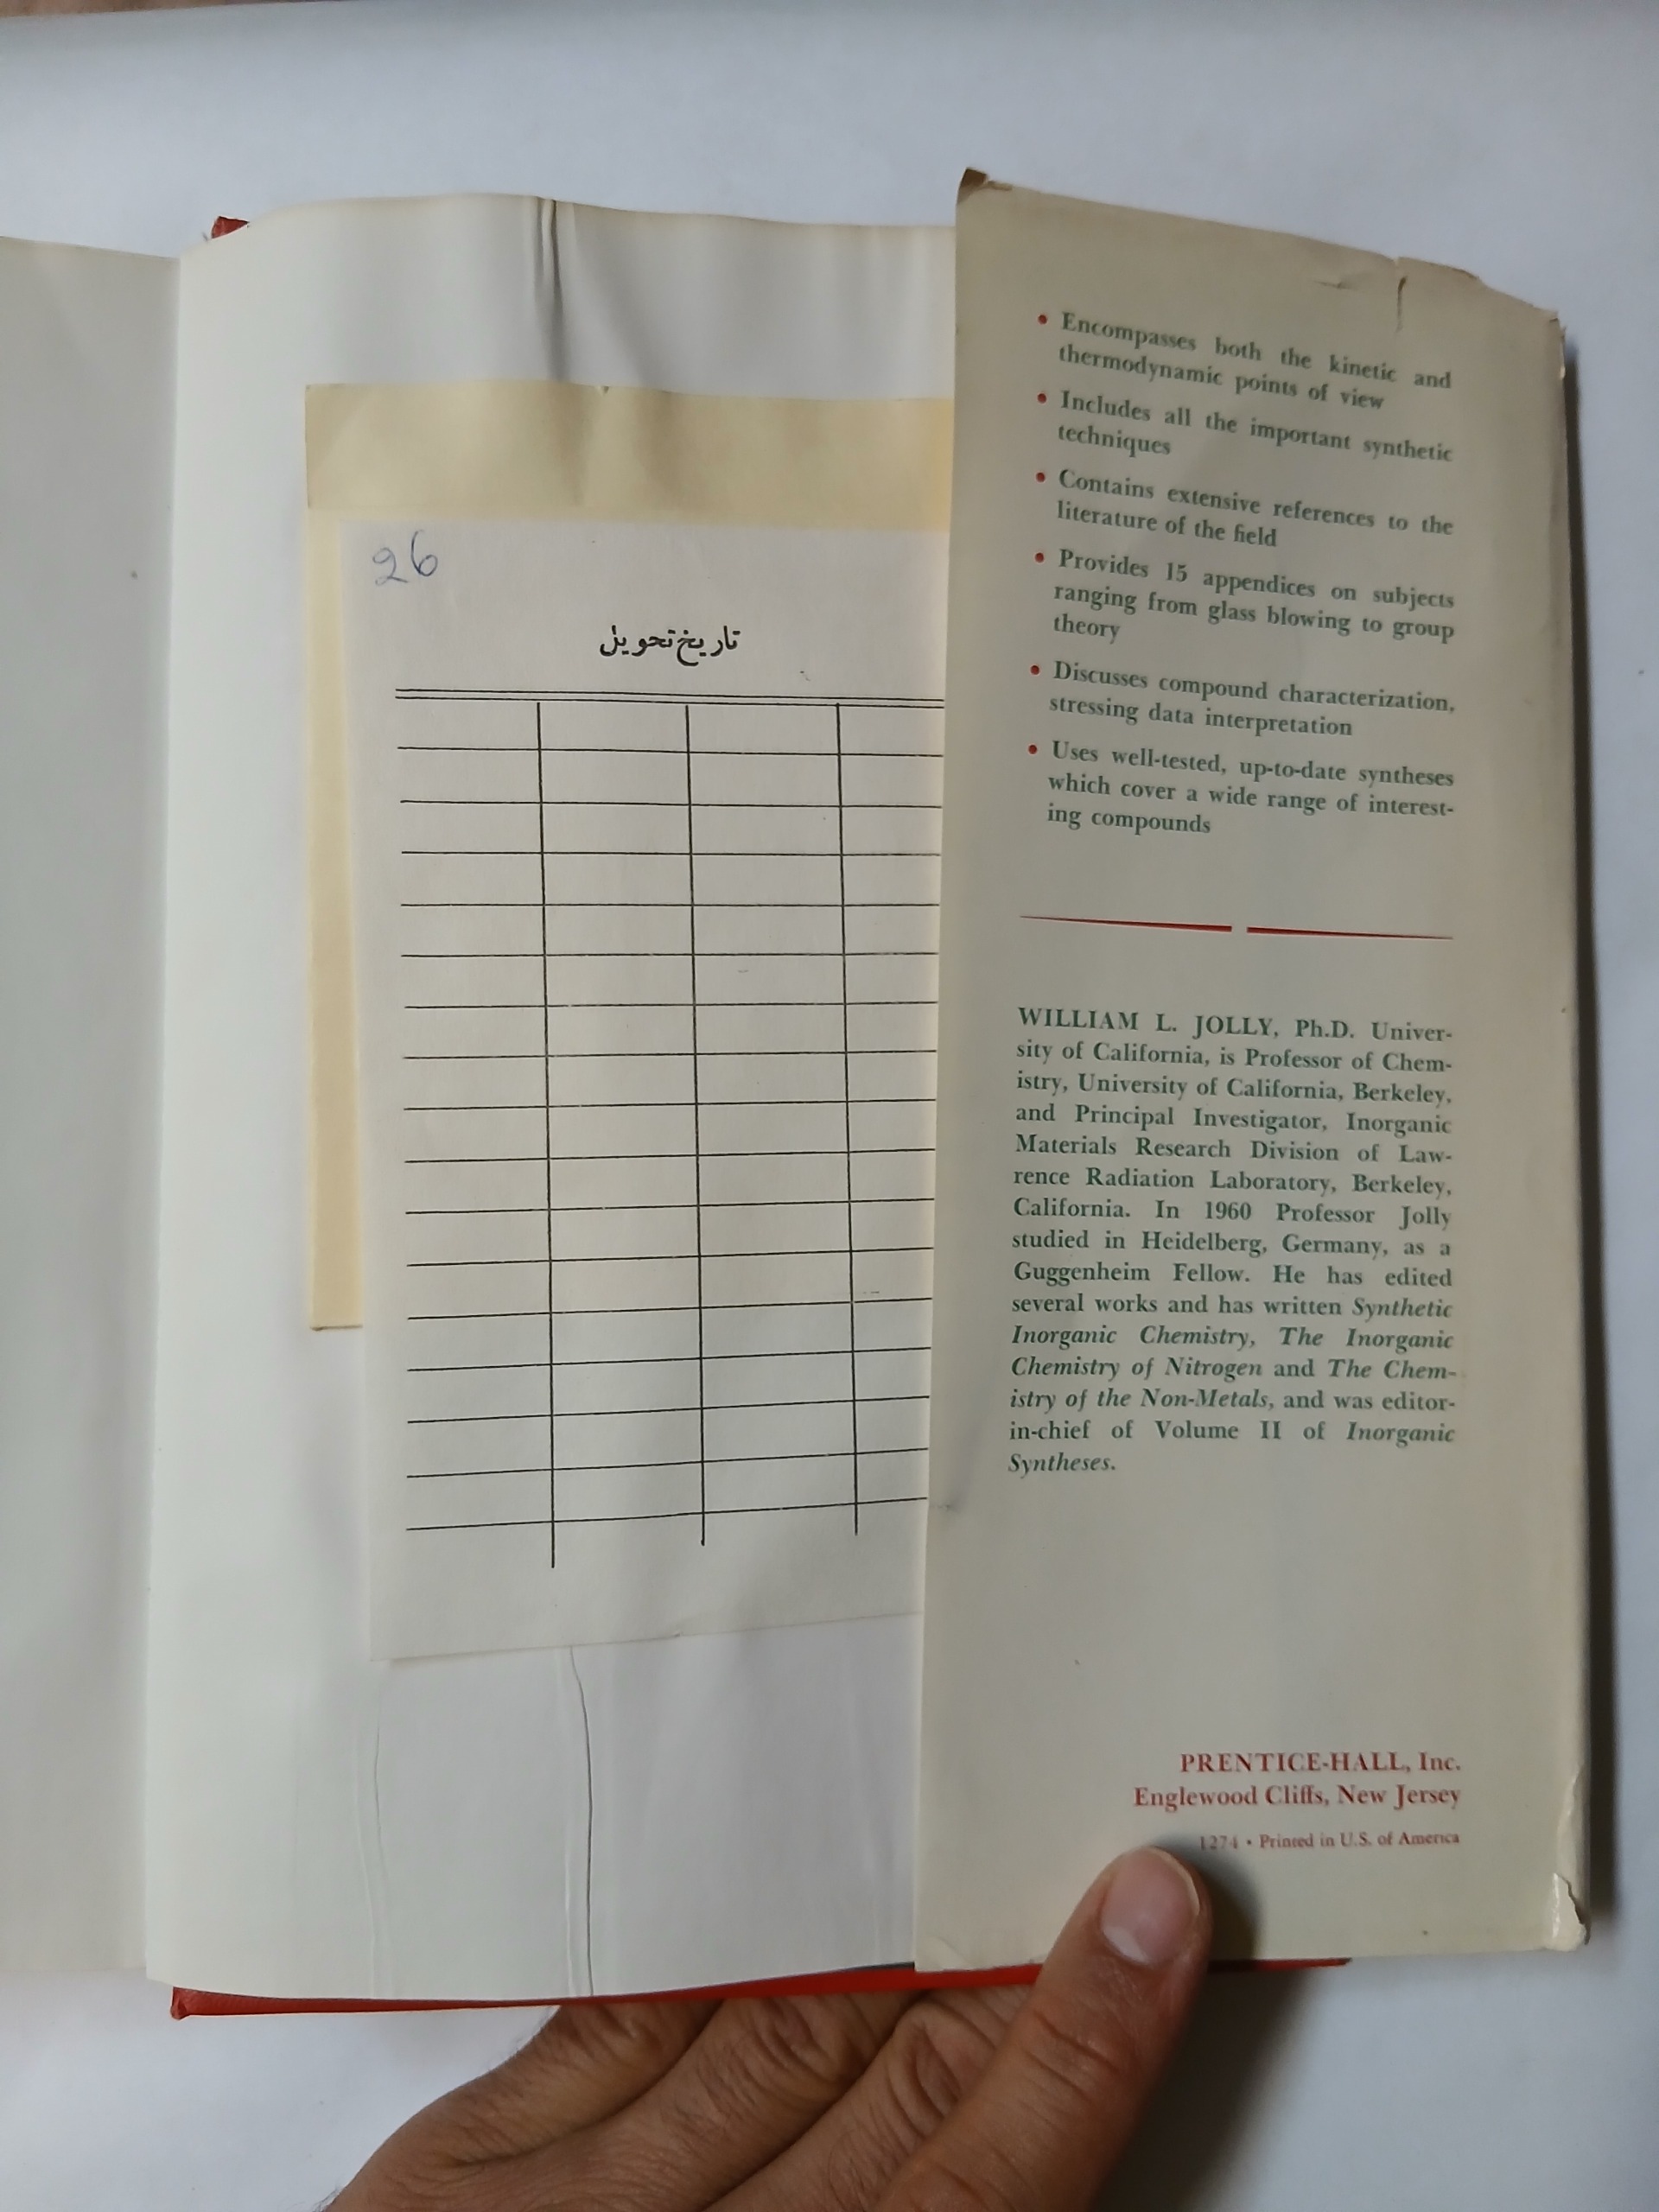 26
تاریخ تحویل
• Encompasses both the kinetic and
thermodynamic points of view
• Includes all the important synthetic
techniques
• Contains extensive references to the
literature of the field
• Provides 15 appendices on subjects
ranging from glass blowing to group
theory
• Discusses compound characterization,
stressing data interpretation
• Uses well-tested, up-to-date syntheses
which cover a wide range of interest-
ing compounds
WILLIAM L. JOLLY, Ph.D. Univer-
sity of California, is Professor of Chem-
istry, University of California, Berkeley,
and Principal Investigator, Inorganic
Materials Research Division of Law-
rence Radiation Laboratory, Berkeley,
California. In 1960 Professor Jolly
studied in Heidelberg, Germany, as a
Guggenheim Fellow. He has edited
several works and has written Synthetic
Inorganic Chemistry, The Inorganic
Chemistry of Nitrogen and The Chem-
istry of the Non-Metals, and was editor-
in-chief of Volume II of Inorganic
Syntheses.
PRENTICE-HALL, Inc.
Englewood Cliffs, New Jersey
1274 • Printed in U.S. of America